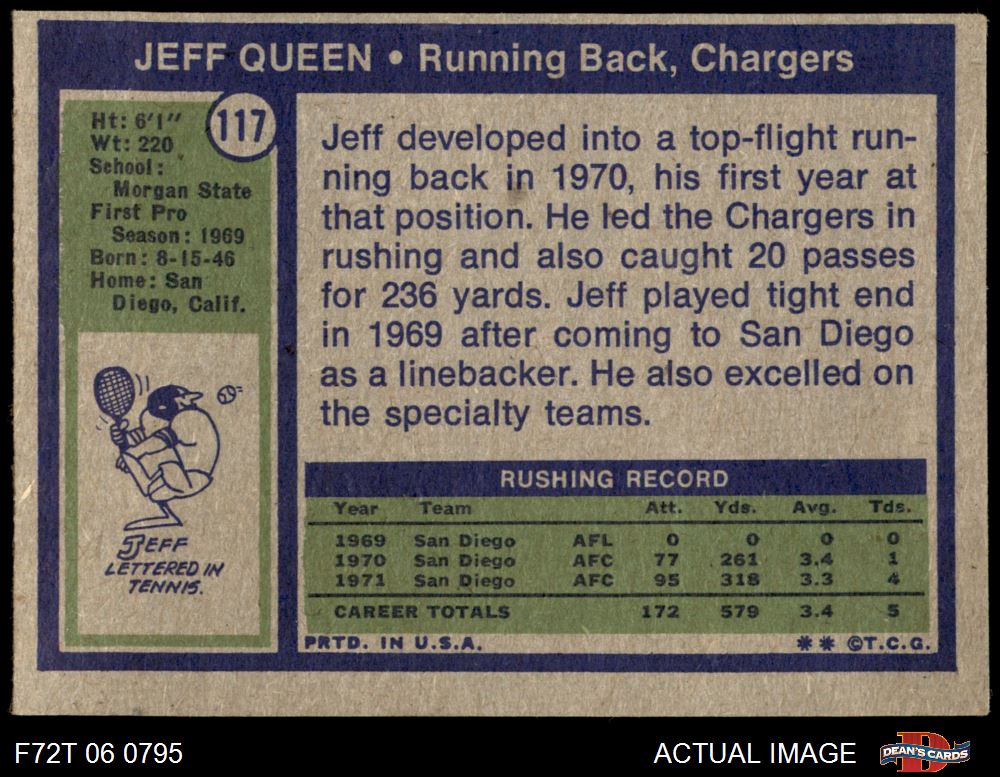 JEFF QUEEN • Running Back, Chargers
117
Ht: 6'1"
Wt: 220
School:
Morgan State
First Pro
Season: 1969
Born: 8-15-46
Home: San
Diego, Calif.
JEFF
LETTERED IN
TENNIS.
Jeff developed into a top-flight run-
ning back in 1970, his first year at
that position. He led the Chargers in
rushing and also caught 20 passes
for 236 yards. Jeff played tight end
in 1969 after coming to San Diego
as a linebacker. He also excelled on
the specialty teams.
RUSHING RECORD
Year Team Att. Yds. Avg. Tds.
1969 San Diego AFL 0 0 0 0
1970 San Diego AFC 77 261 3.4 1
1971 San Diego AFC 95 318 3.3 4
CAREER TOTALS 172 579 3.4 5
PRTD. IN U.S.A. ** ©T.C.G.
F72T 06 0795 ACTUAL IMAGE D DEAN'S CARDS